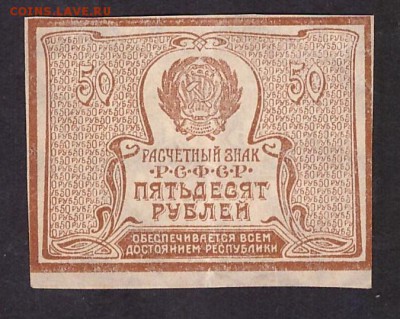 COINS.LAVE.RU
50 50
РАСЧЕТНЫЙ ЗНАК
Р·С·Ф·С·Р
ПЯТЬДЕСЯТ
РУБЛЕЙ
ОБЕСПЕЧИВАЕТСЯ ВСЕМ
ДОСТОЯНИЕМ РЕСПУБЛИКИ